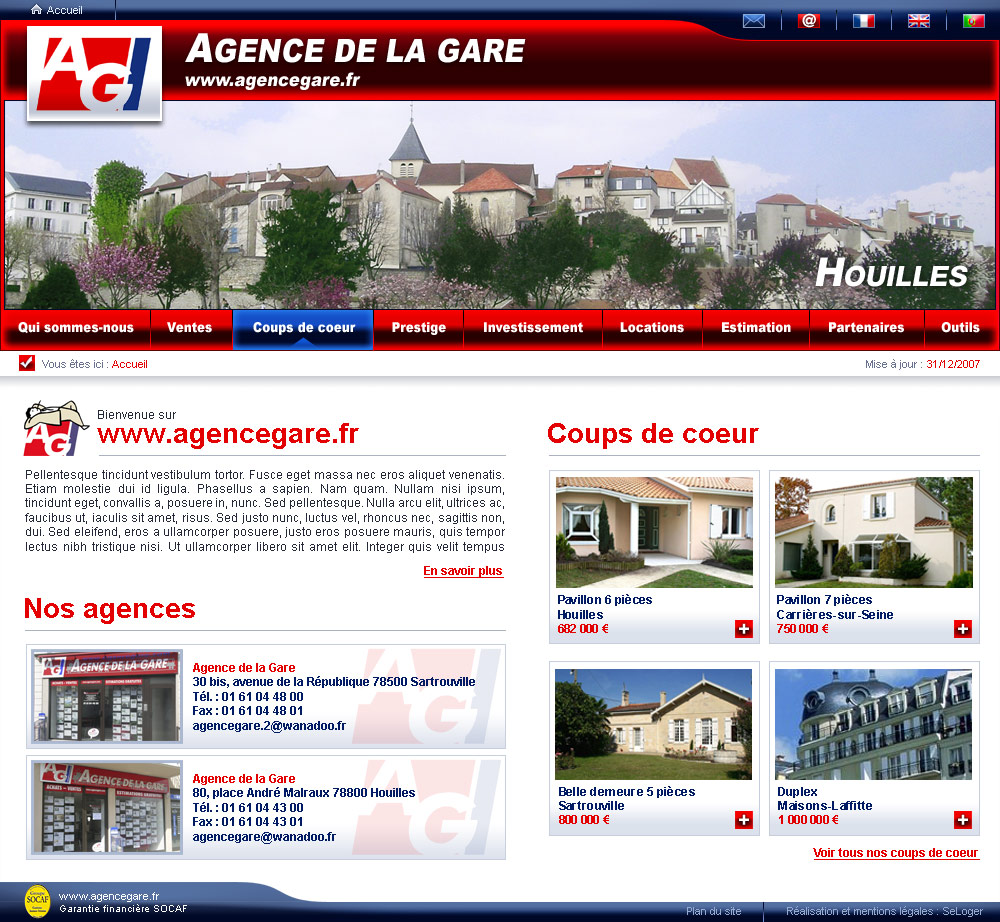 Accueil
@
AGI
AGENCE DE LA GARE
www.agencegare.fr
HOUILLES
Qui sommes-nous
Ventes
Coups de coeur
Prestige
Investissement
Locations
Estimation
Partenaires
Outils
Vous êtes ici : Accueil
Mise à jour : 31/12/2007
AGI
Bienvenue sur
www.agencegare.fr
Pellentesque tincidunt vestibulum tortor. Fusce eget massa nec eros aliquet venenatis.
Etiam molestie dui id ligula. Phasellus a sapien. Nam quam. Nullam nisi ipsum,
tincidunt eget, convallis a, posuere in, nunc. Sed pellentesque. Nulla arcu elit, ultrices ac,
faucibus ut, iaculis sit amet, risus. Sed justo nunc, luctus vel, rhoncus nec, sagittis non,
dui. Sed eleifend, eros a ullamcorper posuere, justo eros posuere mauris, quis tempor
lectus nibh tristique nisi. Ut ullamcorper libero sit amet elit. Integer quis velit tempus
En savoir plus
Nos agences
AGI AGENCE DE LA GARE
Agence de la Gare
30 bis, avenue de la République 78500 Sartrouville
Tél. : 01 61 04 48 00
Fax : 01 61 04 48 01
agencegare.2@wanadoo.fr
AGI
AGI AGENCE DE LA GARE
ACHATS - VENTES
ESTIMATIONS GRATUITES
Agence de la Gare
80, place André Malraux 78800 Houilles
Tél. : 01 61 04 43 00
Fax : 01 61 04 43 01
agencegare@wanadoo.fr
AGI
Coups de coeur
Pavillon 6 pièces
Houilles
682 000 €
Pavillon 7 pièces
Carrières-sur-Seine
750 000 €
Belle demeure 5 pièces
Sartrouville
800 000 €
Duplex
Maisons-Laffitte
1 000 000 €
Voir tous nos coups de coeur
SOCAF
www.agencegare.fr
Garantie financière SOCAF
Plan du site
Réalisation et mentions légales : SeLoger